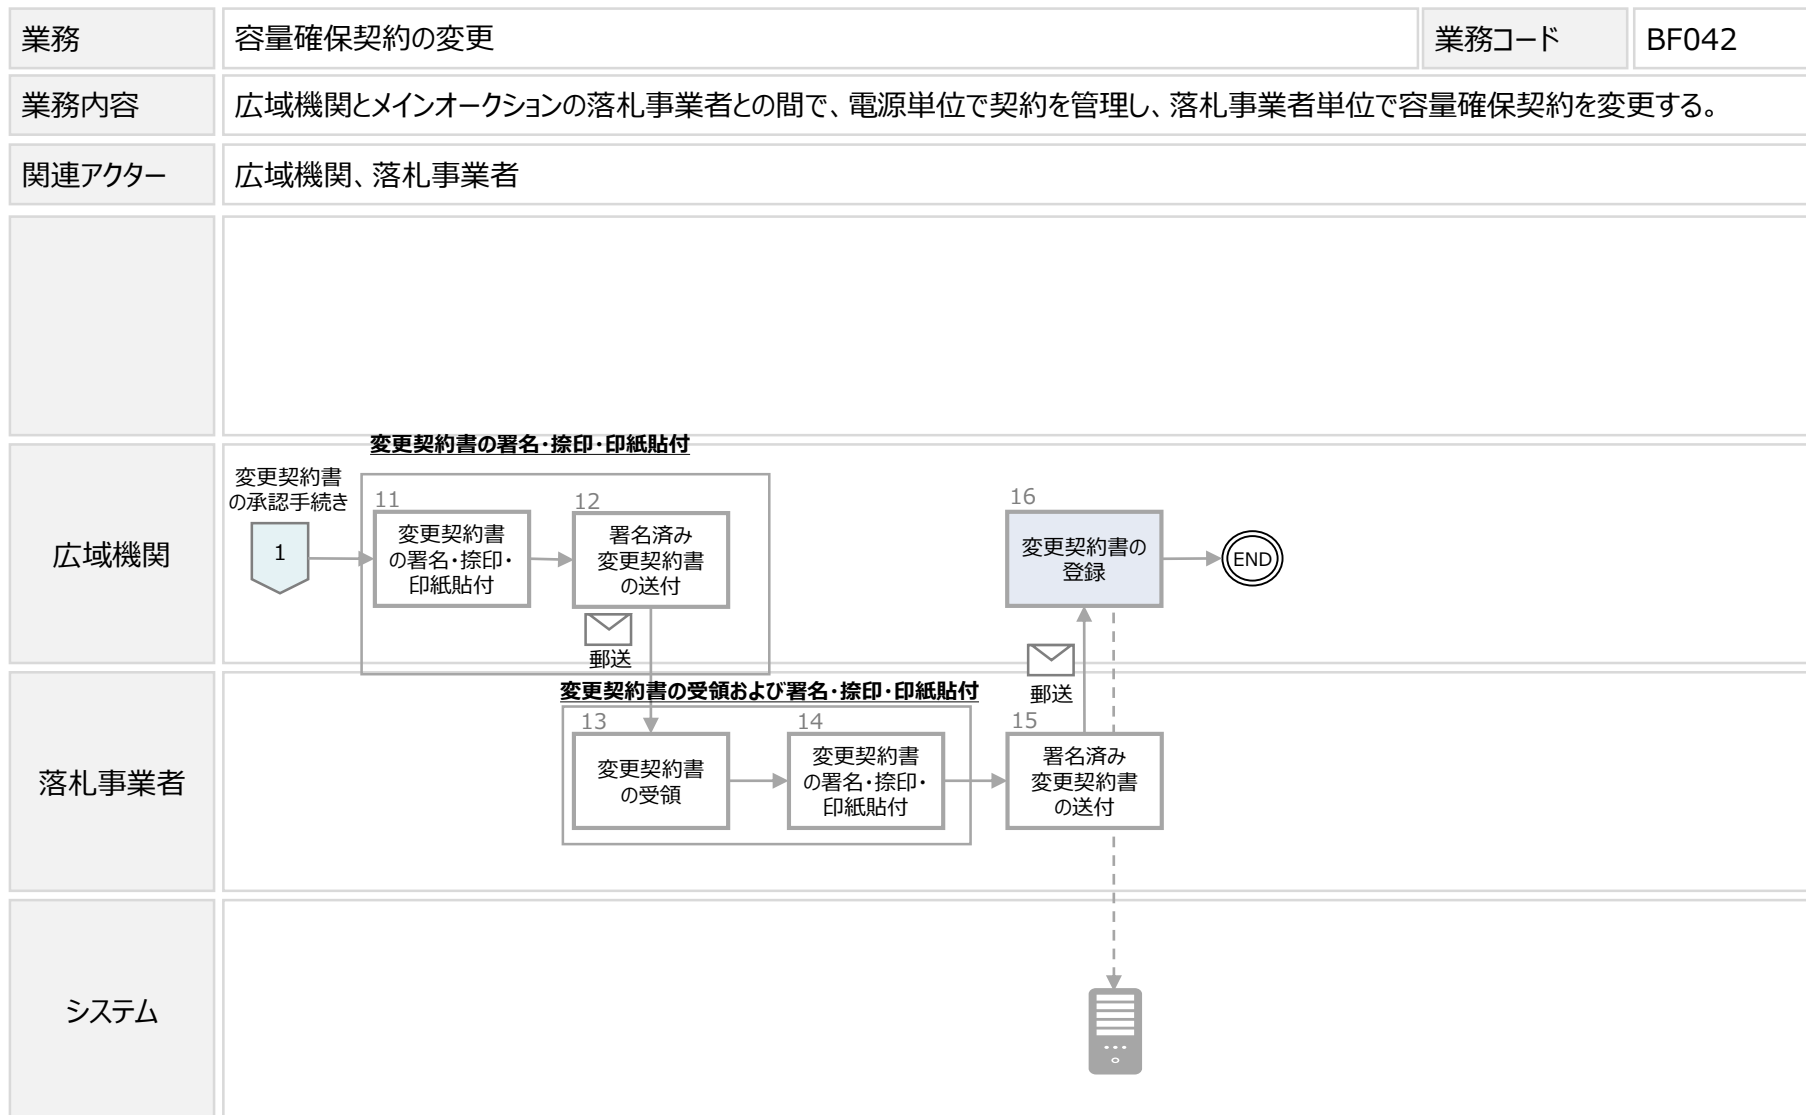 業務
容量確保契約の変更
業務コード
BF042
業務内容
広域機関とメインオークションの落札事業者との間で、電源単位で契約を管理し、落札事業者単位で容量確保契約を変更する。
関連アクター
広域機関、落札事業者
広域機関
変更契約書の署名・捺印・印紙貼付
変更契約書
の承認手続き
1
11
変更契約書
の署名・捺印・
印紙貼付
12
署名済み
変更契約書
の送付
郵送
16
変更契約書の
登録
END
郵送
落札事業者
変更契約書の受領および署名・捺印・印紙貼付
13
変更契約書
の受領
14
変更契約書
の署名・捺印・
印紙貼付
15
署名済み
変更契約書
の送付
システム